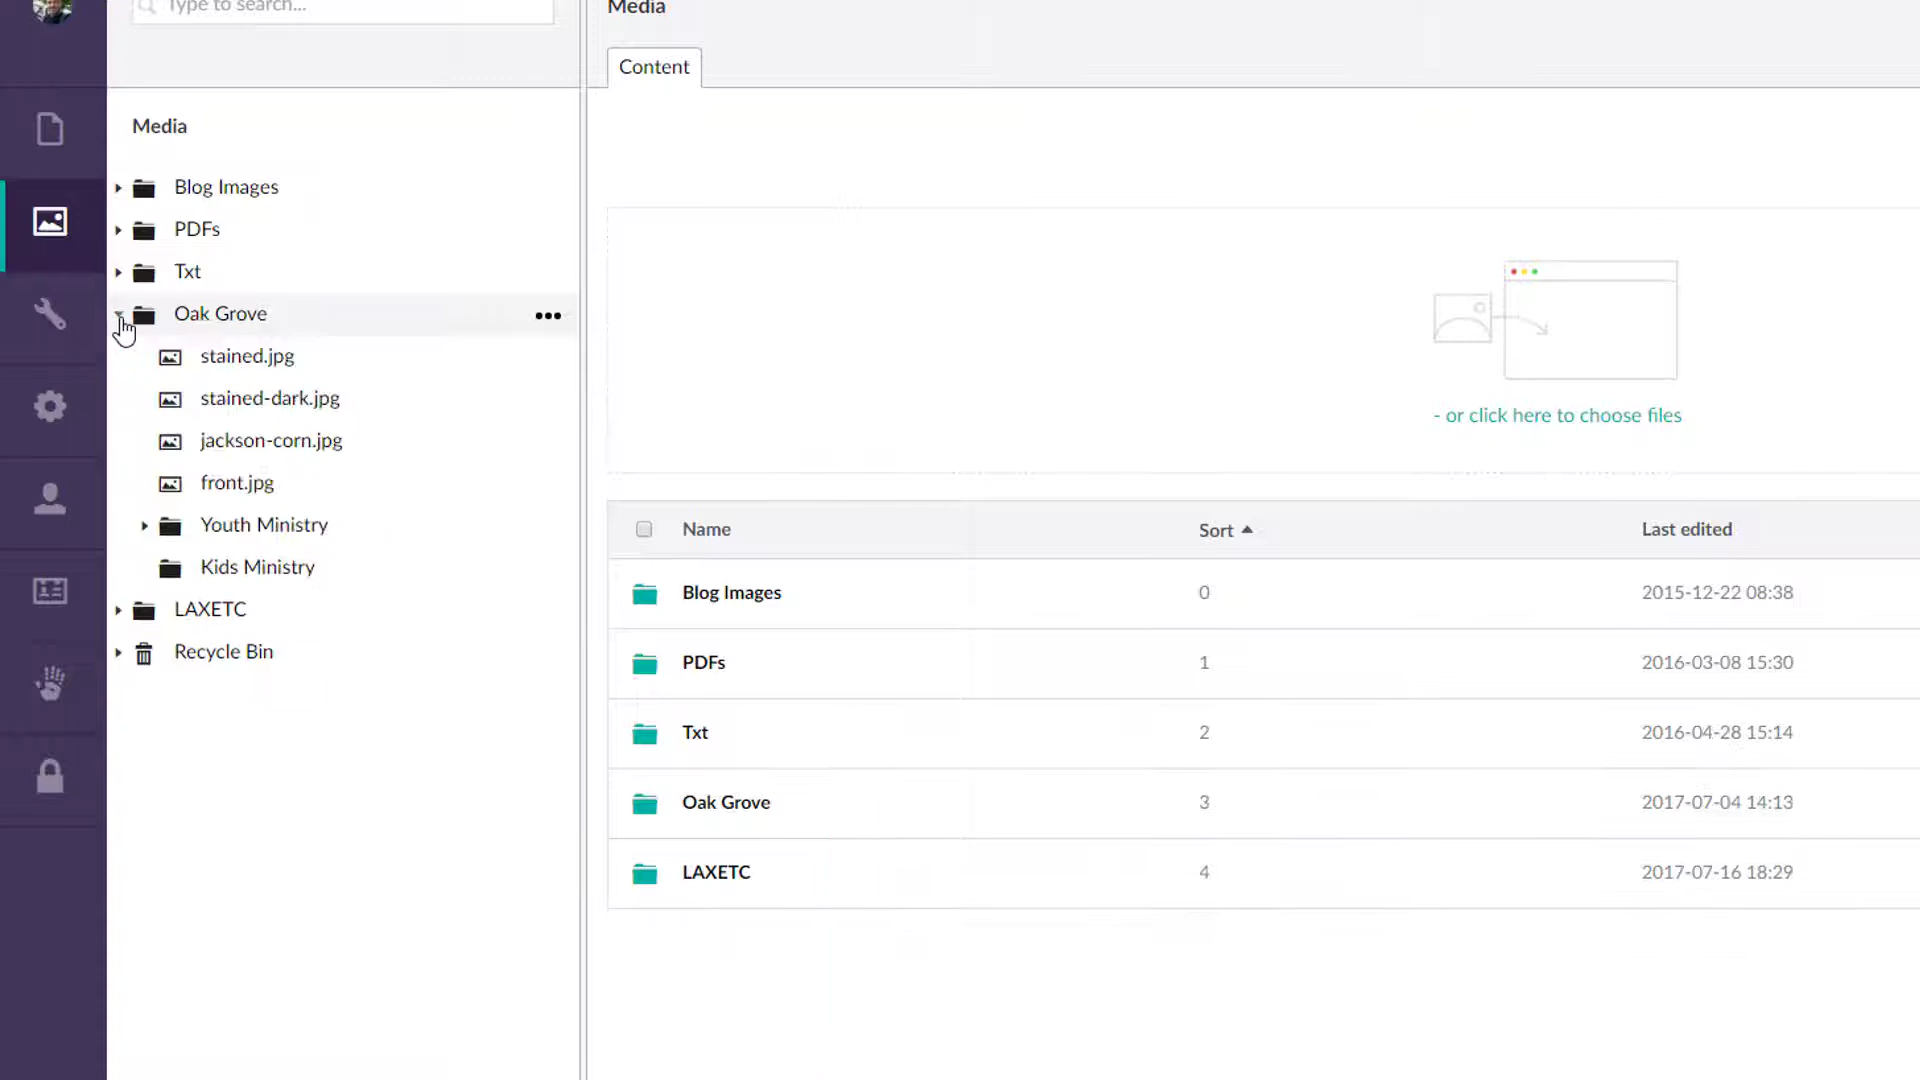 Type to search...
Media
Content
Media
Blog Images
PDFs
Txt
Oak Grove
stained.jpg
stained-dark.jpg
jackson-corn.jpg
front.jpg
Youth Ministry
Kids Ministry
LAXETC
Recycle Bin
- or click here to choose files
Name Sort Last edited
Blog Images 0 2015-12-22 08:38
PDFs 1 2016-03-08 15:30
Txt 2 2016-04-28 15:14
Oak Grove 3 2017-07-04 14:13
LAXETC 4 2017-07-16 18:29